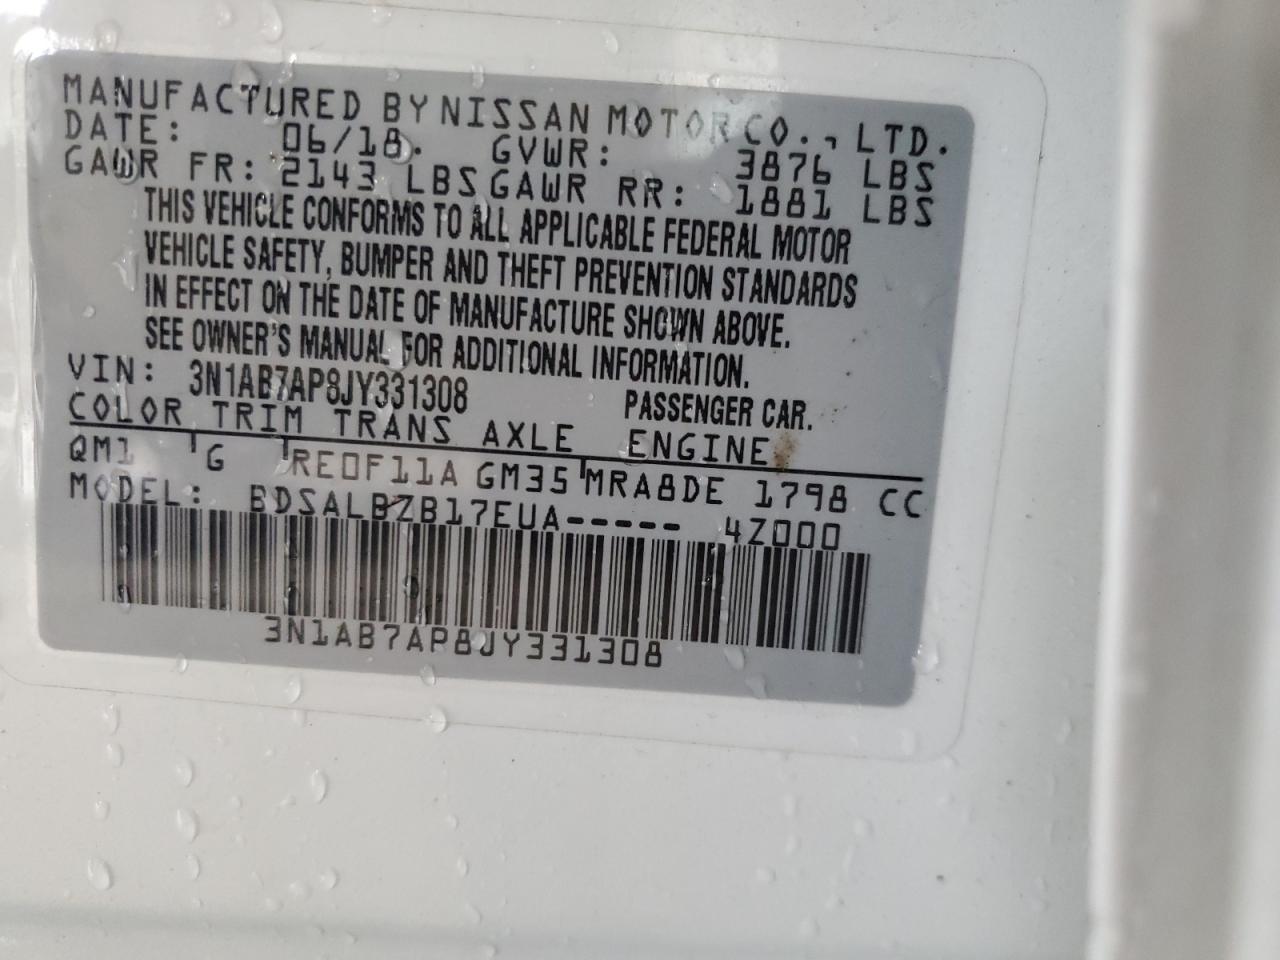 MANUFACTURED BY NISSAN MOTOR CO., LTD.
DATE: 06/18. GVWR: 3876 LBS
GAWR FR: 2143 LBS GAWR RR: 1881 LBS
THIS VEHICLE CONFORMS TO ALL APPLICABLE FEDERAL MOTOR
VEHICLE SAFETY, BUMPER AND THEFT PREVENTION STANDARDS
IN EFFECT ON THE DATE OF MANUFACTURE SHOWN ABOVE.
SEE OWNER'S MANUAL FOR ADDITIONAL INFORMATION.
VIN: 3N1AB7AP8JY331308 PASSENGER CAR.
COLOR TRIM TRANS AXLE ENGINE
QM1 G RE0F11A GM35 MRA8DE 1798 CC
MODEL: BDSALBZB17EUA----- 4Z000
3N1AB7AP8JY331308